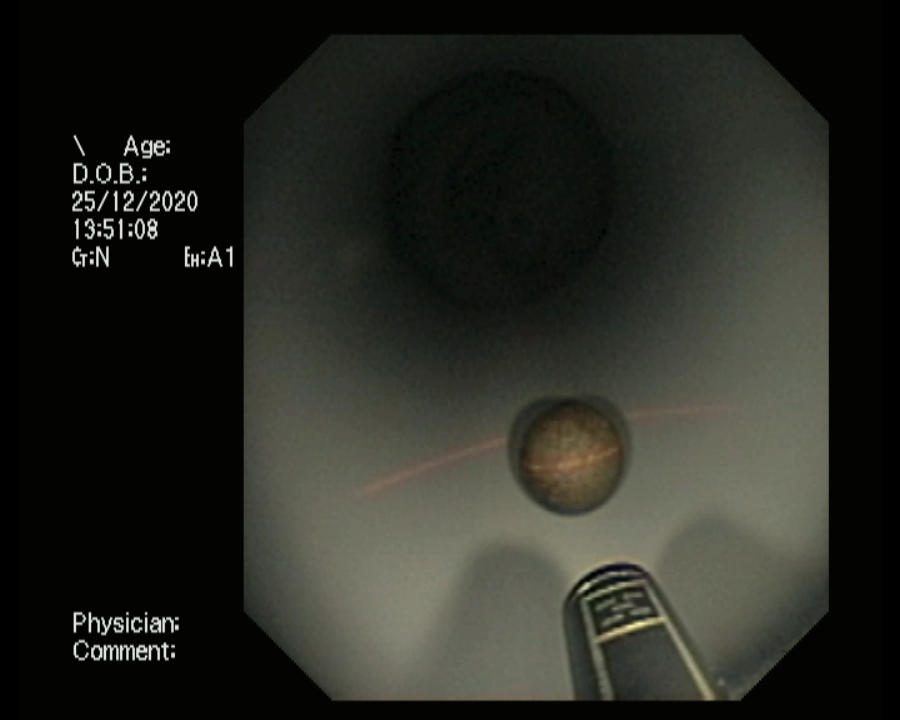 \ Age:
D.O.B.:
25/12/2020
13:51:08
Cr:N EH:A1
Physician:
Comment: